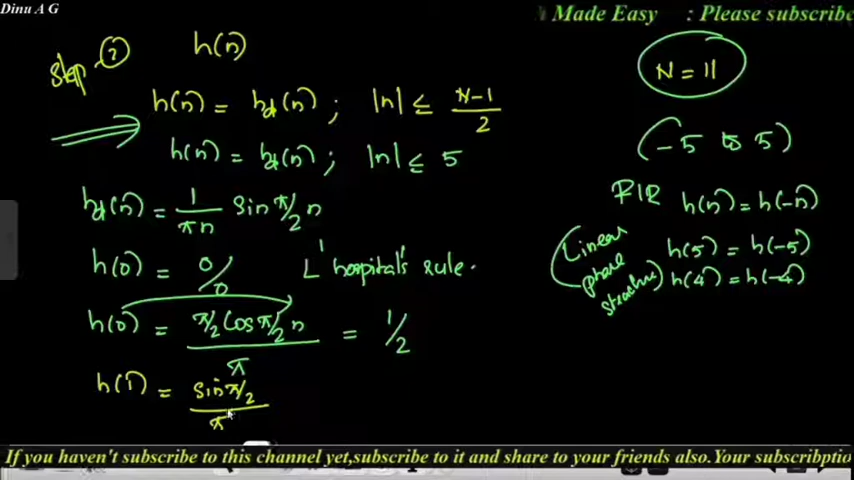 Dinu A G
Made Easy : Please subscribe
Step - ② h(n)
h(n) = hd(n) ; |n| ≤ N-1/2
h(n) = hd(n) ; |n| ≤ 5
hd(n) = 1/πn Sin π/2 n
h(0) = 0/0 L' hospital's rule.
h(0) = π/2 Cos π/2 n / π = 1/2
h(1) = Sin π/2 / π
N = 11
(-5 to 5)
FIR h(n) = h(-n)
(Linear phase structure) h(5) = h(-5)
h(4) = h(-4)
If you haven't subscribe to this channel yet,subscribe to it and share to your friends also.Your subscribptio